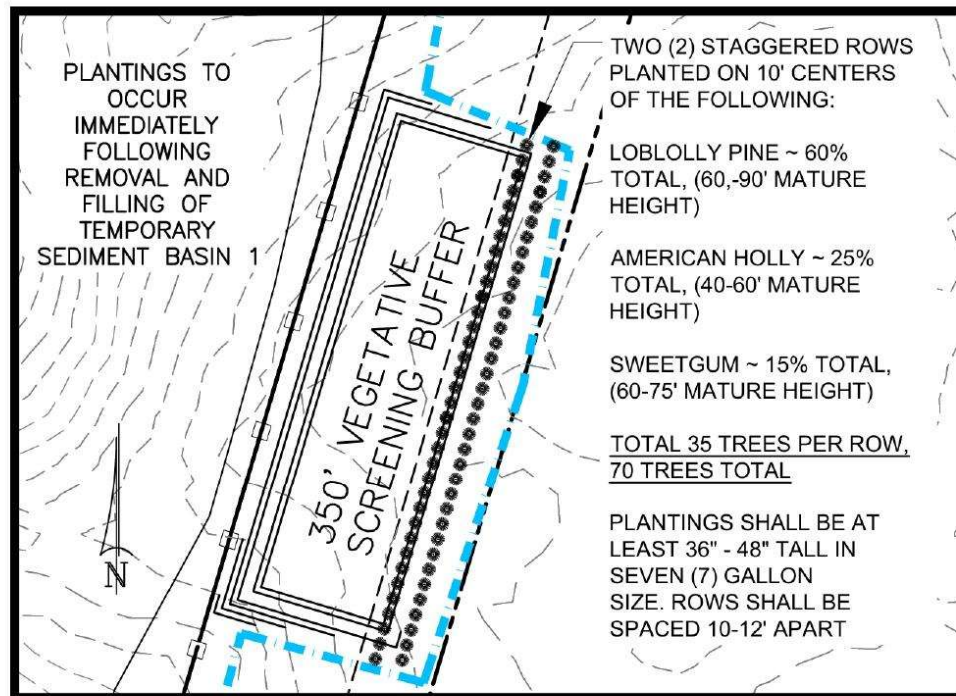 PLANTINGS TO
OCCUR
IMMEDIATELY
FOLLOWING
REMOVAL AND
FILLING OF
TEMPORARY
SEDIMENT BASIN 1
350' VEGETATIVE
SCREENING BUFFER
N
TWO (2) STAGGERED ROWS
PLANTED ON 10' CENTERS
OF THE FOLLOWING:
LOBLOLLY PINE ~ 60%
TOTAL, (60,-90' MATURE
HEIGHT)
AMERICAN HOLLY ~ 25%
TOTAL, (40-60' MATURE
HEIGHT)
SWEETGUM ~ 15% TOTAL,
(60-75' MATURE HEIGHT)
TOTAL 35 TREES PER ROW,
70 TREES TOTAL
PLANTINGS SHALL BE AT
LEAST 36" - 48" TALL IN
SEVEN (7) GALLON
SIZE. ROWS SHALL BE
SPACED 10-12' APART